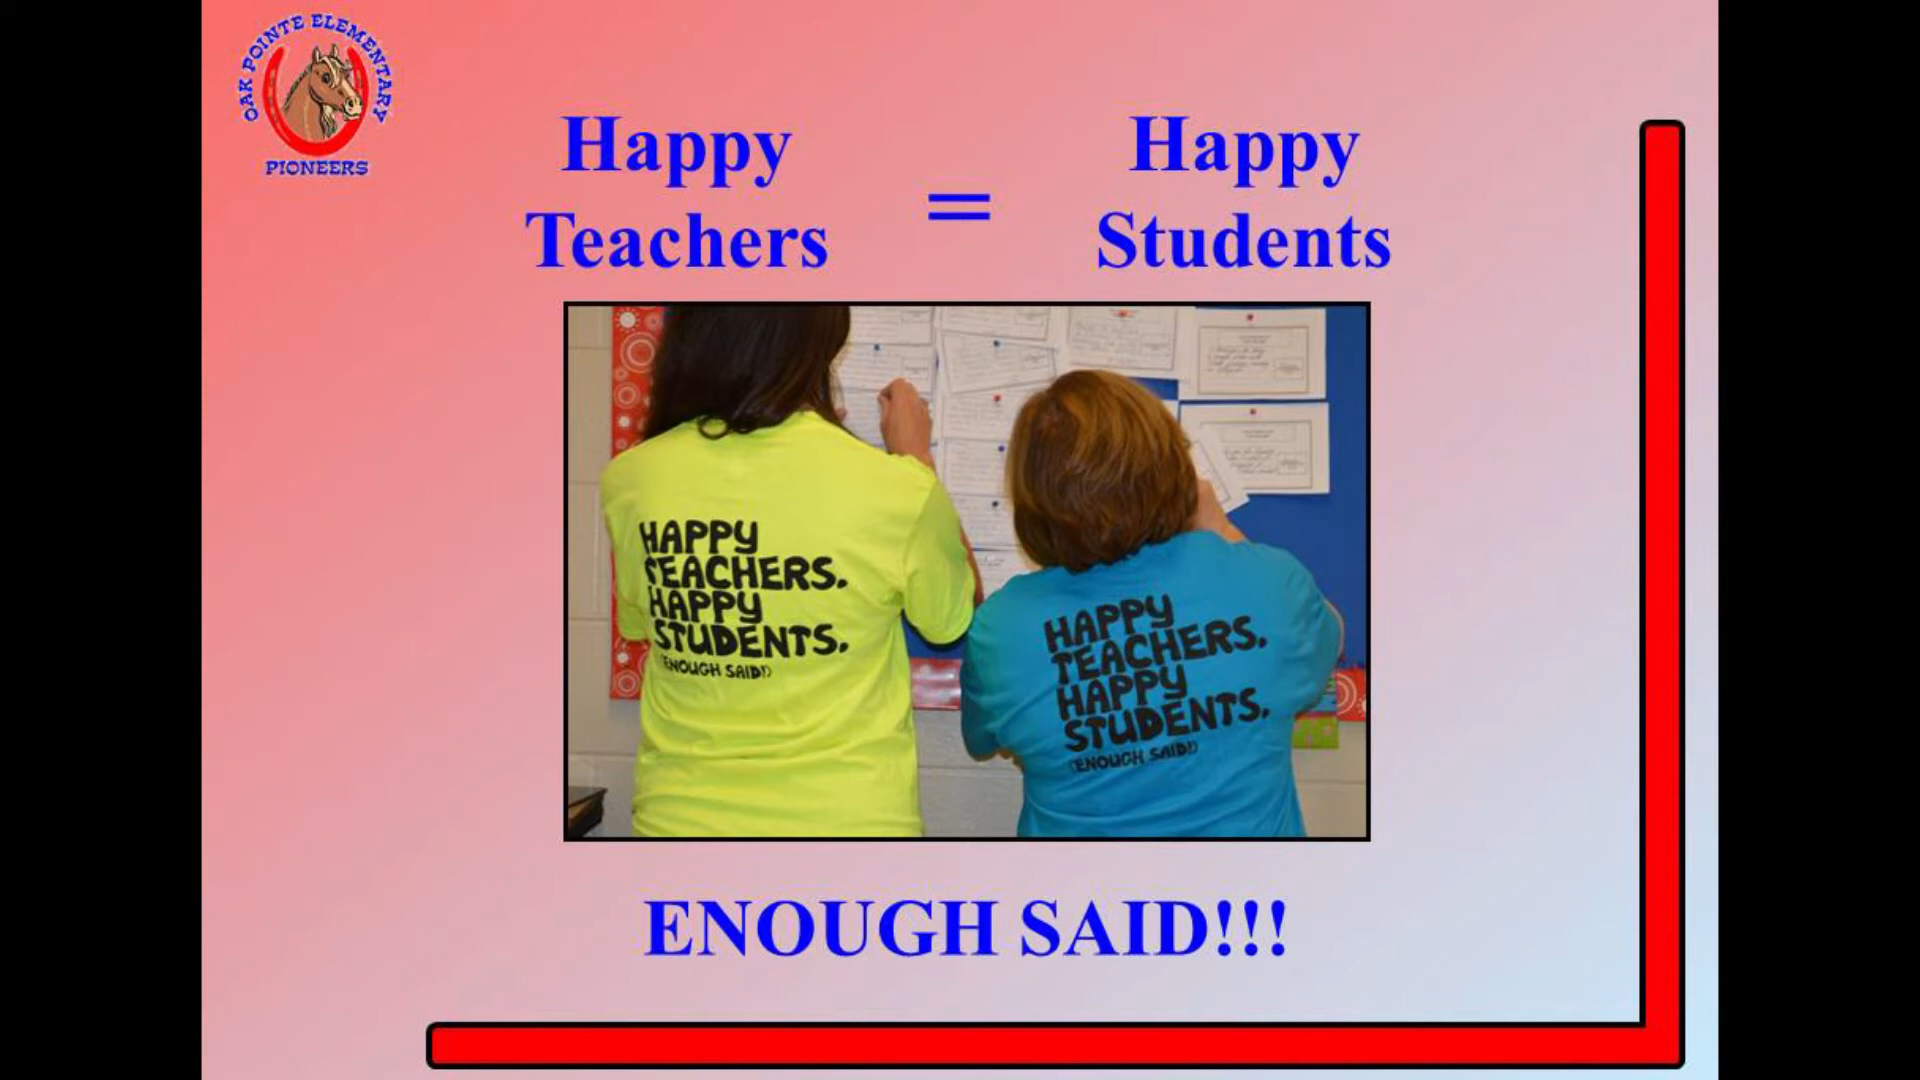 OAK POINTE ELEMENTARY
PIONEERS
Happy
Teachers
=
Happy
Students
HAPPY
TEACHERS.
HAPPY
STUDENTS.
(ENOUGH SAID!)
HAPPY
TEACHERS.
HAPPY
STUDENTS.
(ENOUGH SAID!)
ENOUGH SAID!!!